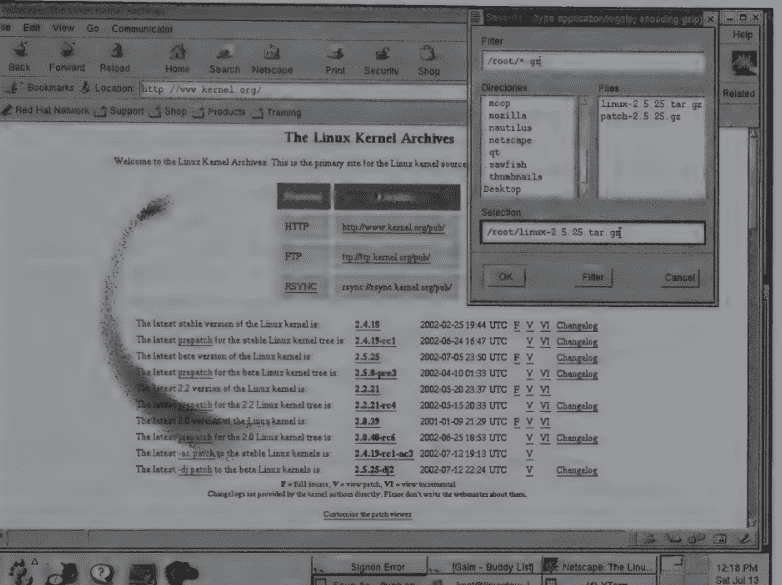 Netscape: The Linux Kernel Archives
Save As... (type application/x-gzip, encoding gzip)
Edit View Go Communicator
Help
Back Forward Reload Home Search Netscape Print Security Shop
Bookmarks Location: http //www kernel.org/
Related
Red Hat Network Support Shop Products Training
Filter
/root/* gz
Directories
Files
mcop
mozilla
nautilus
netscape
qt
sawfish
thumbnails
Desktop
linux-2.5.25 tar gz
patch-2.5.25 gz
Selection
/root/linux-2 5 25 tar gz
OK Filter Cancel
The Linux Kernel Archives
Welcome to the Linux Kernel Archives. This is the primary site for the Linux kernel source
HTTP http://www.kernel.org/pub/
FTP ftp://ftp.kernel.org/pub/
RSYNC rsync://rsync.kernel.org/pub/
The latest stable version of the Linux kernel is: 2.4.18 2002-02-25 19:44 UTC F V VI Changelog
The latest prepatch for the stable Linux kernel tree is: 2.4.19-rc1 2002-06-24 16:47 UTC V VI Changelog
The latest beta version of the Linux kernel is: 2.5.25 2002-07-05 23:50 UTC F V Changelog
The latest prepatch for the beta Linux kernel tree is: 2.5.8-pre3 2002-04-10 01:33 UTC V VI Changelog
The latest 2.2 version of the Linux kernel is: 2.2.21 2002-05-20 23:37 UTC F V VI
The latest prepatch for the 2.2 Linux kernel tree is: 2.2.21-rc4 2002-05-15 20:33 UTC V VI Changelog
The latest 2.0 version of the Linux kernel is: 2.0.39 2001-01-09 21:29 UTC F V VI
The latest prepatch for the 2.0 Linux kernel tree is: 2.0.40-rc6 2002-06-25 18:53 UTC V VI Changelog
The latest -ac patch to the stable Linux kernels is: 2.4.19-rc1-ac3 2002-07-12 19:13 UTC V
The latest -dj patch to the beta Linux kernels is: 2.5.25-dj2 2002-07-12 22:24 UTC V Changelog
F = full source, V = view patch, VI = view incremental
Changelogs are provided by the kernel authors directly. Please don't write the webmaster about them.
Customize the patch viewer
Signon Error [Gaim - Buddy List] Netscape: The Linu...
12:18 PM
Sat Jul 13